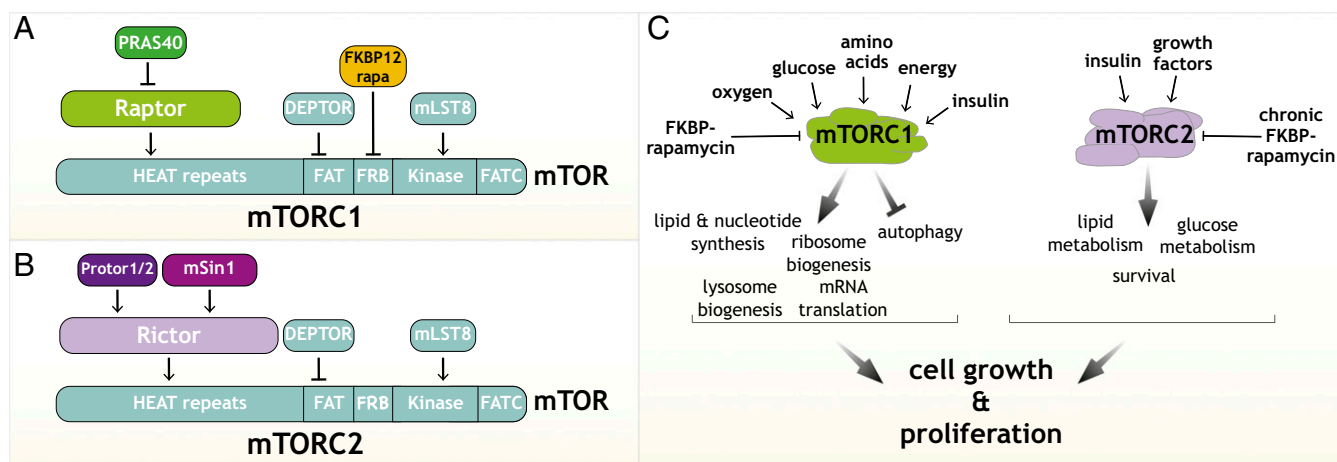 A
PRAS40
FKBP12
rapa
Raptor
DEPTOR
mLST8
HEAT repeats
FAT
FRB
Kinase
FATC
mTOR
mTORC1
B
Protor1/2
mSin1
Rictor
DEPTOR
mLST8
HEAT repeats
FAT
FRB
Kinase
FATC
mTOR
mTORC2
C
amino
acids
glucose
energy
oxygen
insulin
FKBP-
rapamycin
mTORC1
lipid & nucleotide
synthesis
ribosome
biogenesis
autophagy
lysosome
biogenesis
mRNA
translation
insulin
growth
factors
mTORC2
chronic
FKBP-
rapamycin
lipid
metabolism
glucose
metabolism
survival
cell growth
&
proliferation